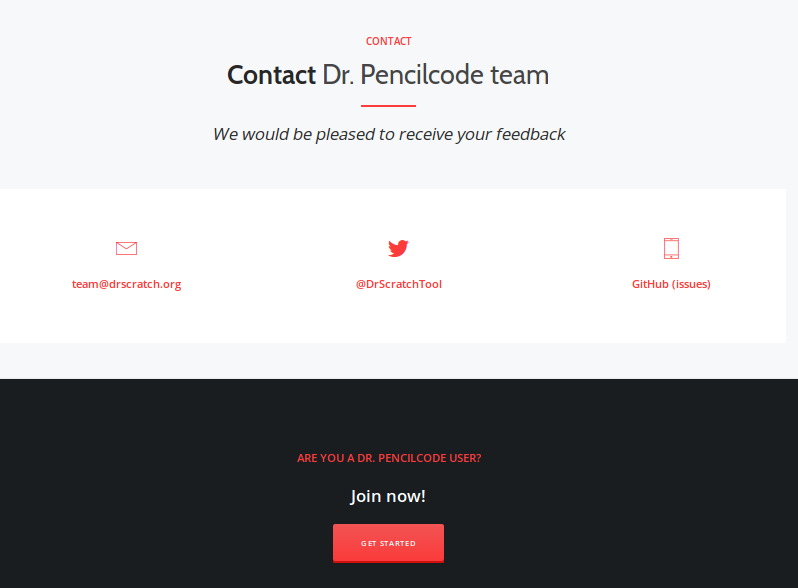 CONTACT
Contact Dr. Pencilcode team
We would be pleased to receive your feedback
team@drscratch.org
@DrScratchTool
GitHub (issues)
ARE YOU A DR. PENCILCODE USER?
Join now!
GET STARTED